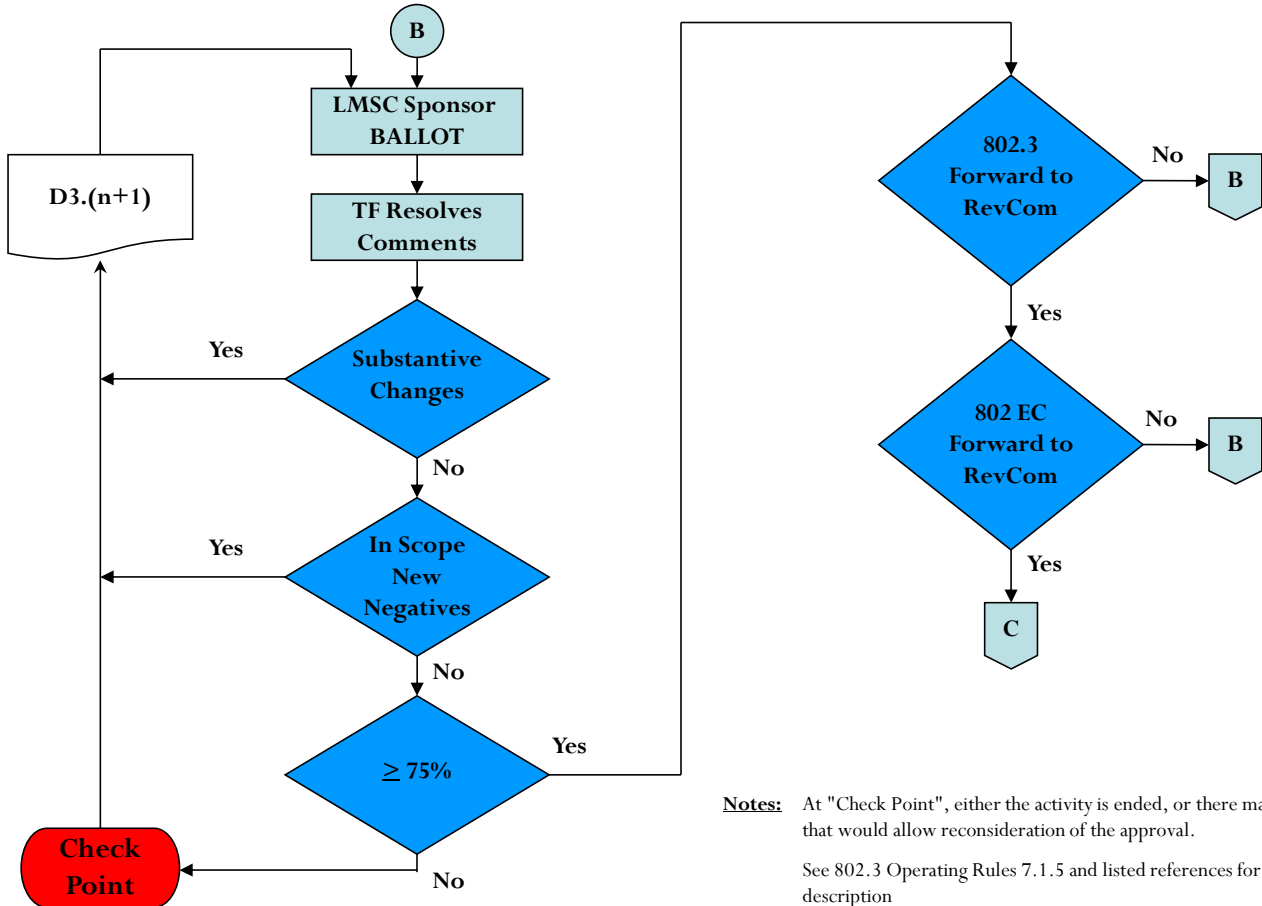 B
LMSC Sponsor
BALLOT
D3.(n+1)
TF Resolves
Comments
Yes
Substantive
Changes
No
Yes
In Scope
New
Negatives
No
≥ 75%
Yes
Check
Point
No
802.3
Forward to
RevCom
No
B
Yes
802 EC
Forward to
RevCom
No
B
Yes
C
Notes: At "Check Point", either the activity is ended, or there
that would allow reconsideration of the approval.
See 802.3 Operating Rules 7.1.5 and listed references for
description